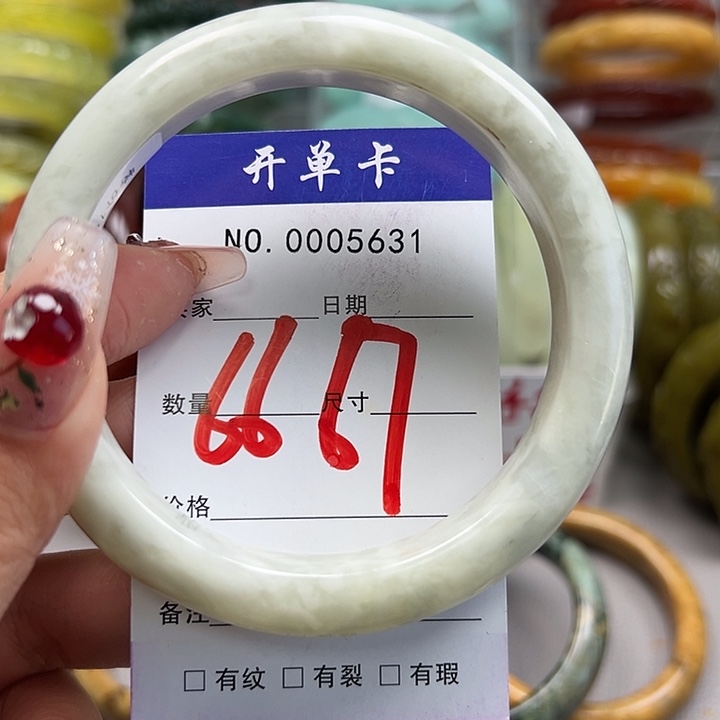 开单卡
NO. 0005631
家 日期
数量 尺寸
66 67
价格
备注
□ 有纹 □ 有裂 □ 有瑕